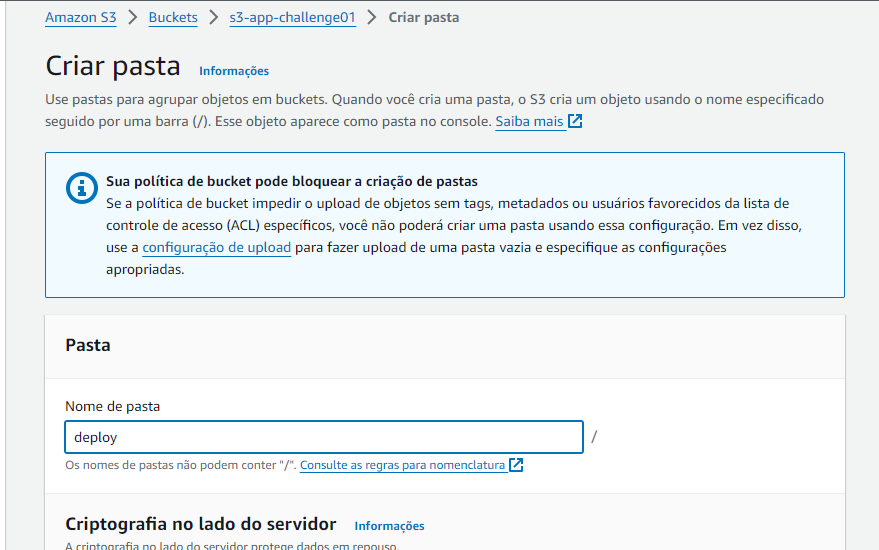 Amazon S3 > Buckets > s3-app-challenge01 > Criar pasta
Criar pasta Informações
Use pastas para agrupar objetos em buckets. Quando você cria uma pasta, o S3 cria um objeto usando o nome especificado
seguido por uma barra (/). Esse objeto aparece como pasta no console. Saiba mais
Sua política de bucket pode bloquear a criação de pastas
Se a política de bucket impedir o upload de objetos sem tags, metadados ou usuários favorecidos da lista de
controle de acesso (ACL) específicos, você não poderá criar uma pasta usando essa configuração. Em vez disso,
use a configuração de upload para fazer upload de uma pasta vazia e especifique as configurações
apropriadas.
Pasta
Nome de pasta
deploy /
Os nomes de pastas não podem conter "/". Consulte as regras para nomenclatura
Criptografia no lado do servidor Informações
A criptografia no lado do servidor protege dados em repouso.